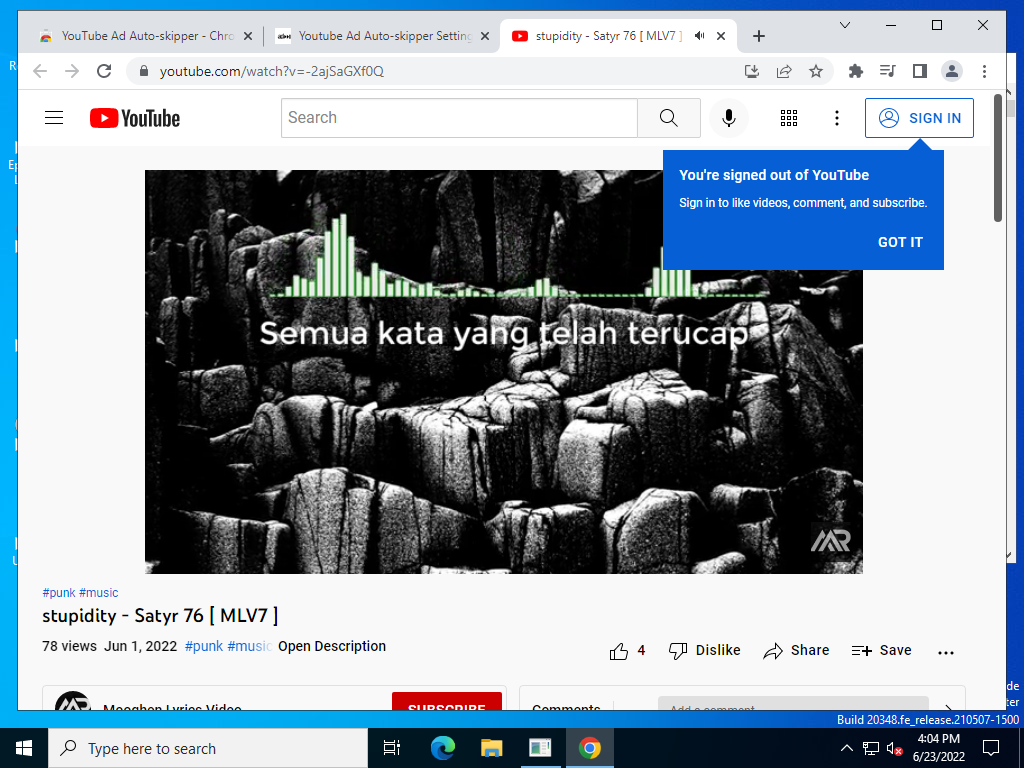 YouTube Ad Auto-skipper - Chro
Youtube Ad Auto-skipper Setting
stupidity - Satyr 76 [ MLV7 ]
youtube.com/watch?v=-2ajSaGXf0Q
YouTube
Search
SIGN IN
You're signed out of YouTube
Sign in to like videos, comment, and subscribe.
GOT IT
Semua kata yang telah terucap
#punk #music
stupidity - Satyr 76 [ MLV7 ]
78 views Jun 1, 2022 #punk #music Open Description
4 Dislike Share Save
Mooghen Lyrics Video
SUBSCRIBE
Comments
Add a comment...
Build 20348.fe_release.210507-1500
Type here to search
4:04 PM
6/23/2022